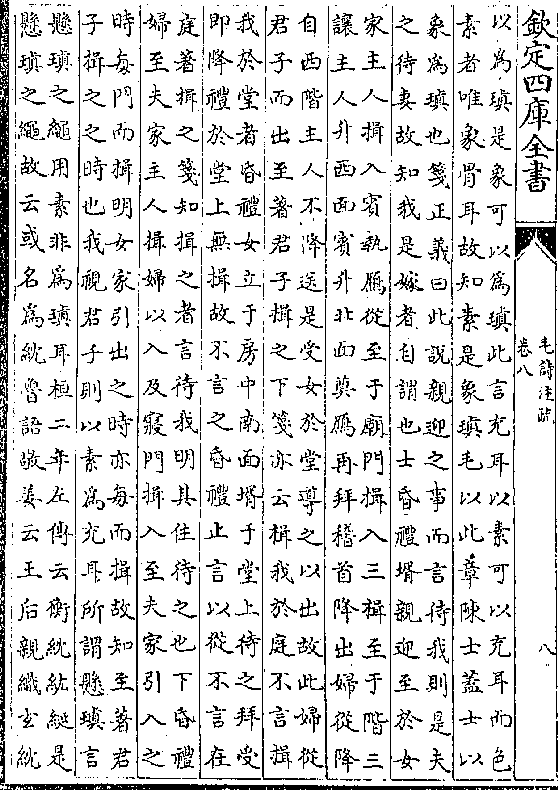 欽定四庫全書
毛詩注疏
卷八
八
以為瑱是象可以為瑱此言充耳以素可以充耳而色
素者唯象骨耳故知素是象瑱毛以此章陳士葢士以
象為瑱也箋正義曰此說親迎之事而言待我則是夫
之待妻故知我是嫁者自謂也士昏禮壻親迎至於女
家主人揖入賓執鴈從至于廟門揖入三揖至于階三
讓主人升西面賓升北面奠鴈再拜稽首降出婦從降
自西階主人不降送是受女於堂導之以出故此婦從
君子而出至著君子揖之下箋亦云揖我於庭不言揖
我於堂者昏禮女立于房中南面壻于堂上待之拜受
即降禮於堂上無揖故不言之昏禮止言以從不言在
庭著揖之箋知揖之者言待我明其住待之也下昏禮
婦至夫家主人揖婦以入及寢門揖入至夫家引入之
時每門而揖明女家引出之時亦每而揖故知至著君
子揖之之時也我視君子則以素為充耳所謂懸瑱言
懸瑱之繩用素非為瑱耳桓二年左傳云衡紞紘綖是
懸瑱之繩故云或名為紞魯語敬姜云王后親織玄紞